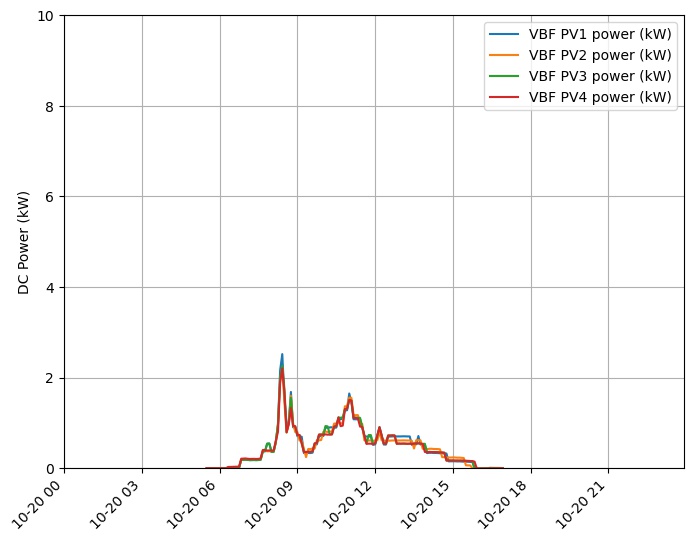 10
8
6
4
2
0
DC Power (kW)
VBF PV1 power (kW)
VBF PV2 power (kW)
VBF PV3 power (kW)
VBF PV4 power (kW)
10-20 00
10-20 03
10-20 06
10-20 09
10-20 12
10-20 15
10-20 18
10-20 21